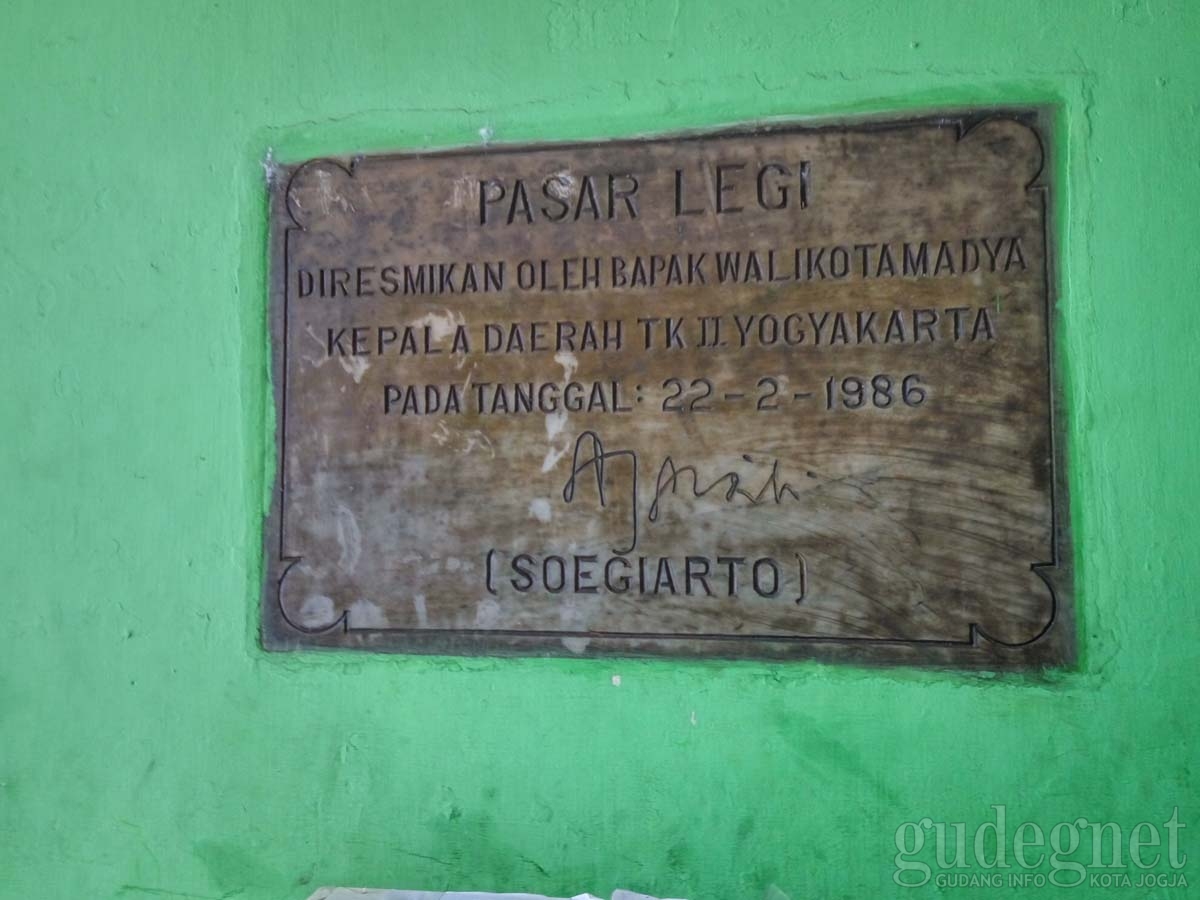 PASAR LEGI
DIRESMIKAN OLEH BAPAK WALIKOTAMADYA
KEPALA DAERAH TK II YOGYAKARTA
PADA TANGGAL: 22-2-1986
(SOEGIARTO)
gudegnet
GUDANG INFO KOTA JOGJA